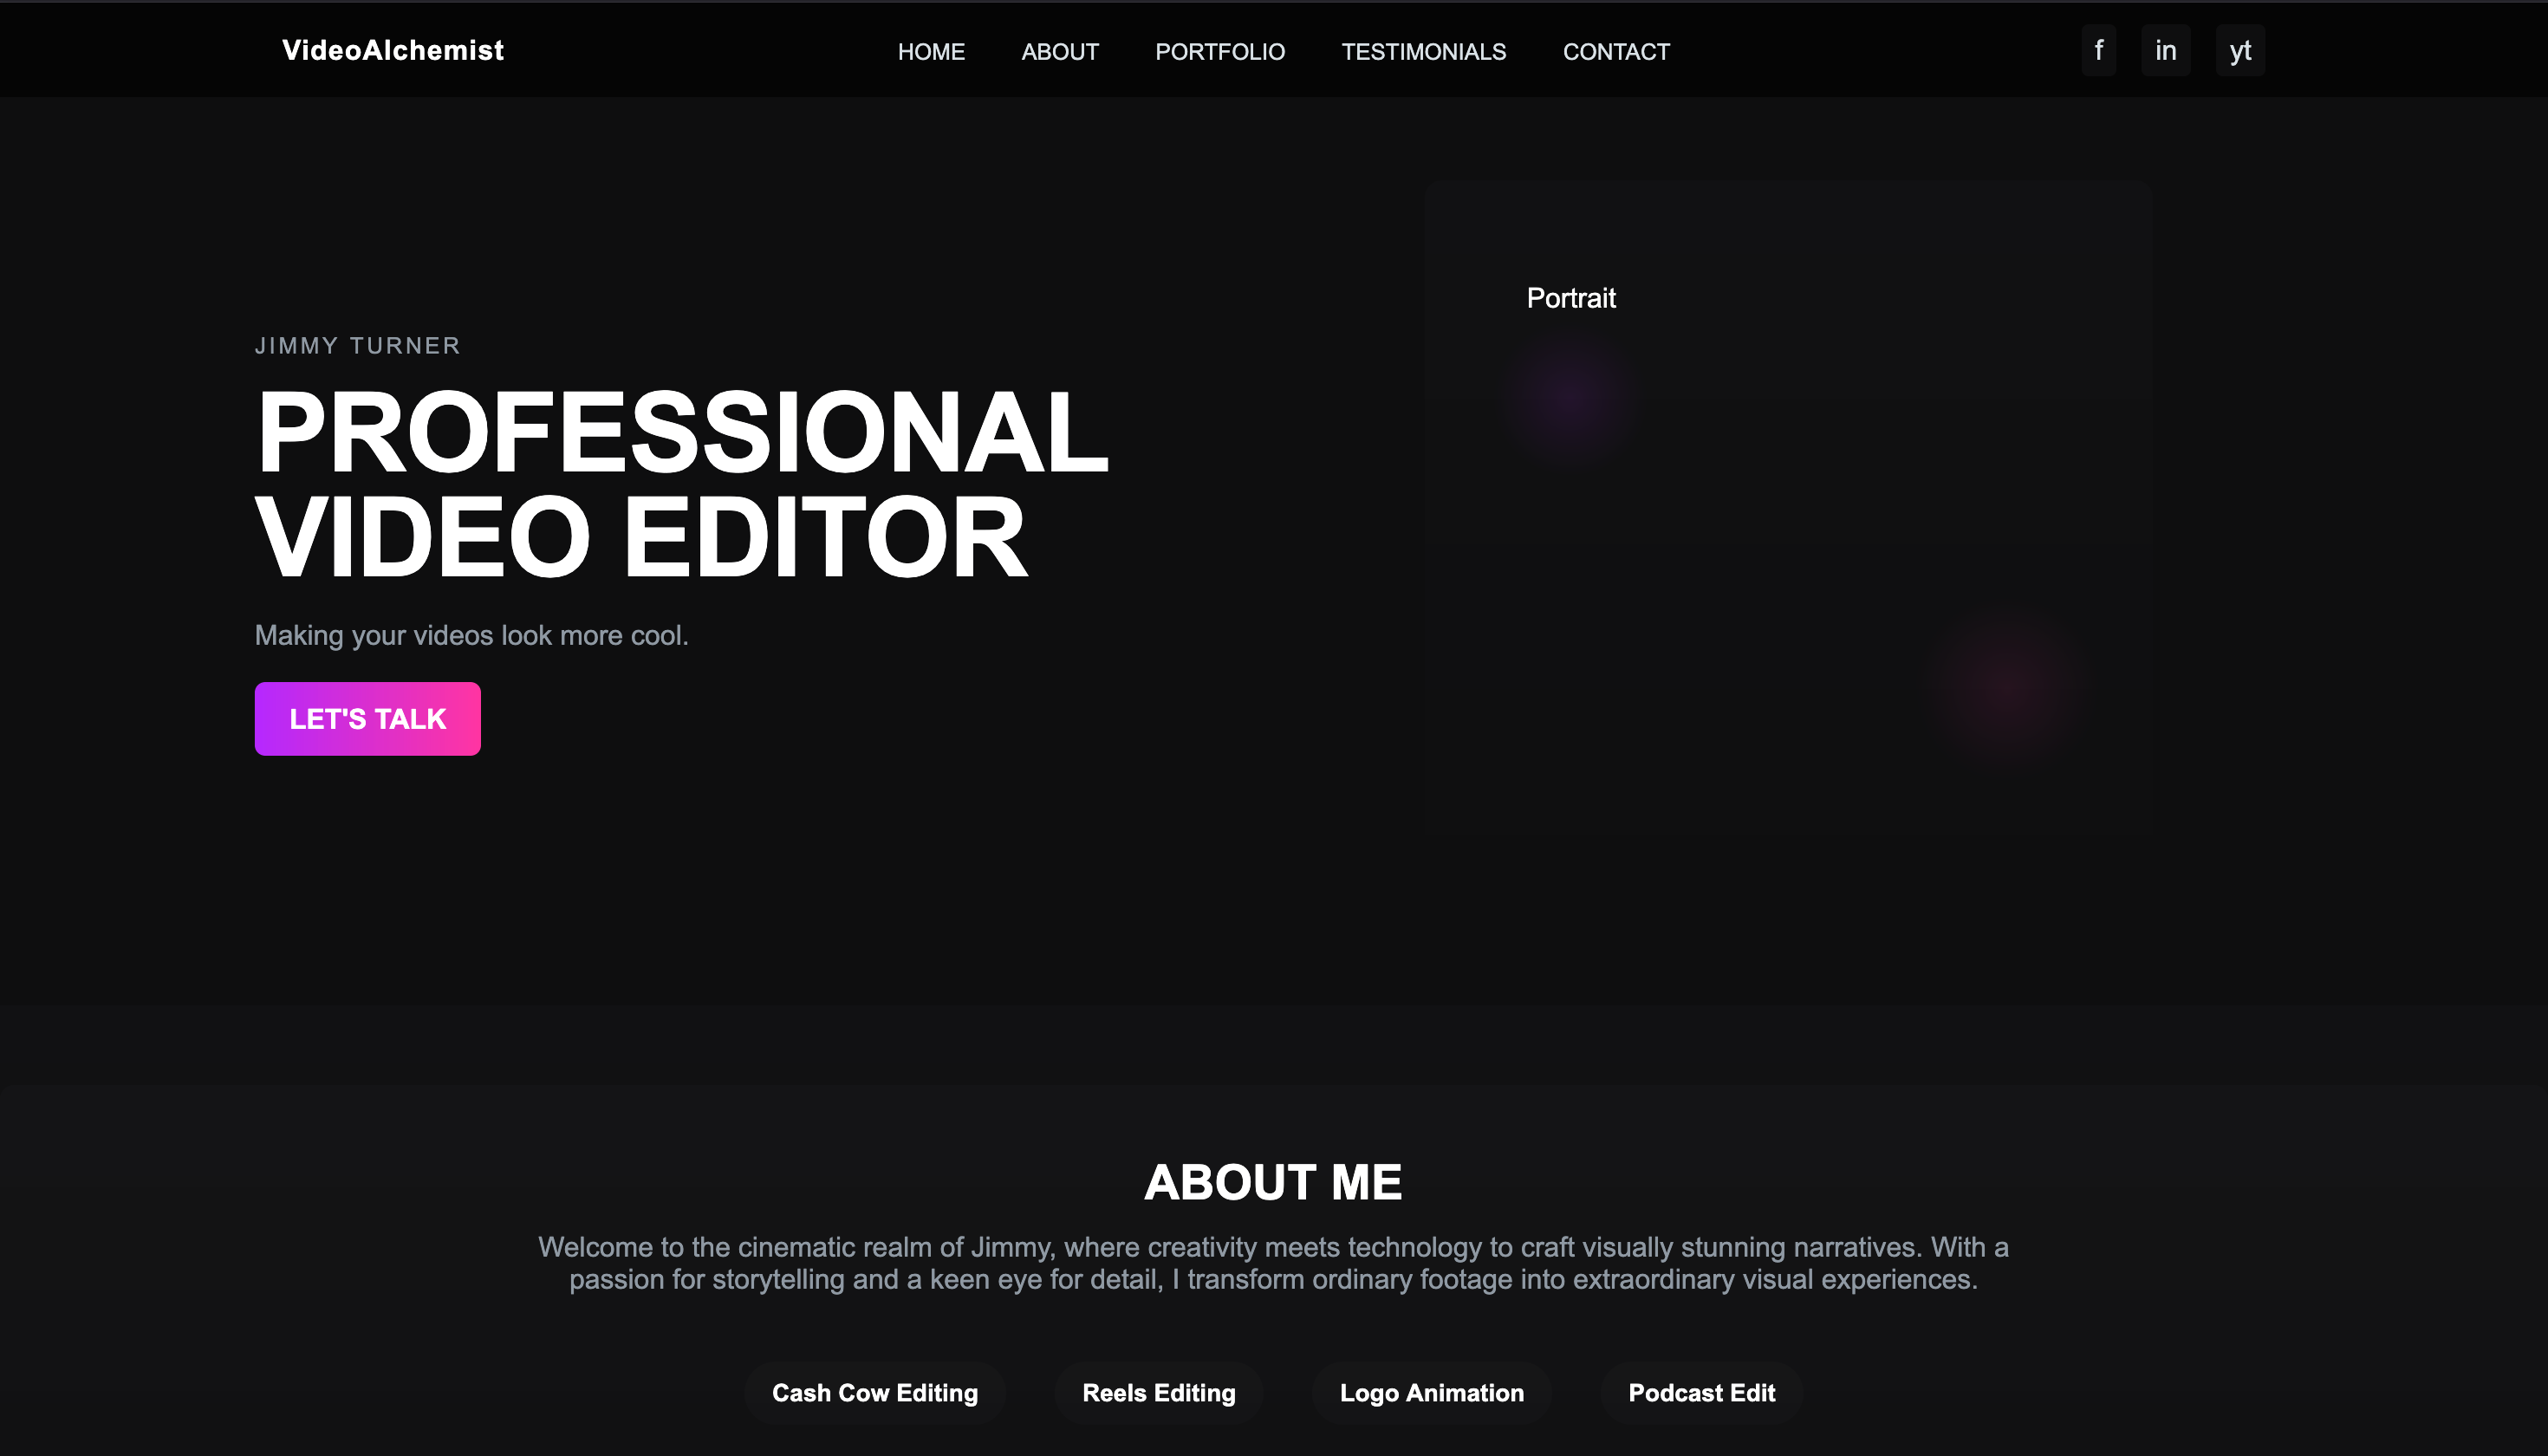 VideoAlchemist
HOME ABOUT PORTFOLIO TESTIMONIALS CONTACT
f in yt
Portrait
JIMMY TURNER
PROFESSIONAL
VIDEO EDITOR
Making your videos look more cool.
LET'S TALK
ABOUT ME
Welcome to the cinematic realm of Jimmy, where creativity meets technology to craft visually stunning narratives. With a
passion for storytelling and a keen eye for detail, I transform ordinary footage into extraordinary visual experiences.
Cash Cow Editing Reels Editing Logo Animation Podcast Edit